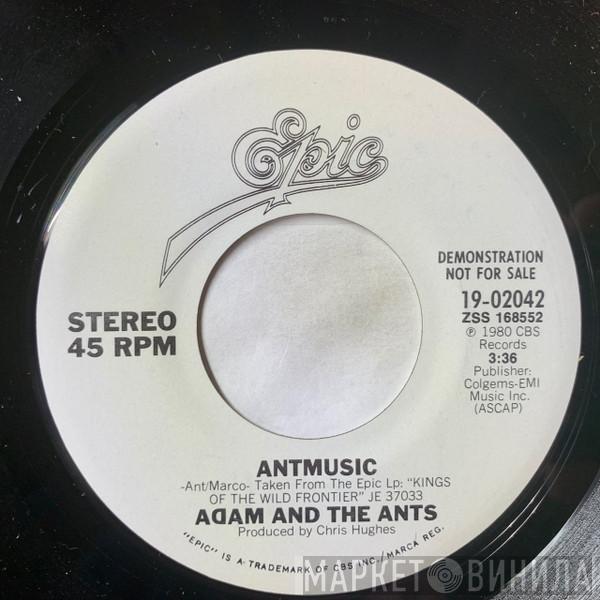 Epic
DEMONSTRATION
NOT FOR SALE
19-02042
ZSS 168552
℗ 1980 CBS
Records
3:36
Publisher:
Colgems-EMI
Music Inc.
(ASCAP)
STEREO
45 RPM
ANTMUSIC
-Ant/Marco- Taken From The Epic Lp: "KINGS
OF THE WILD FRONTIER" JE 37033
ADAM AND THE ANTS
Produced by Chris Hughes
"EPIC" IS A TRADEMARK OF CBS INC./MARCA REG.
МАРКЕТ ВИНИЛА